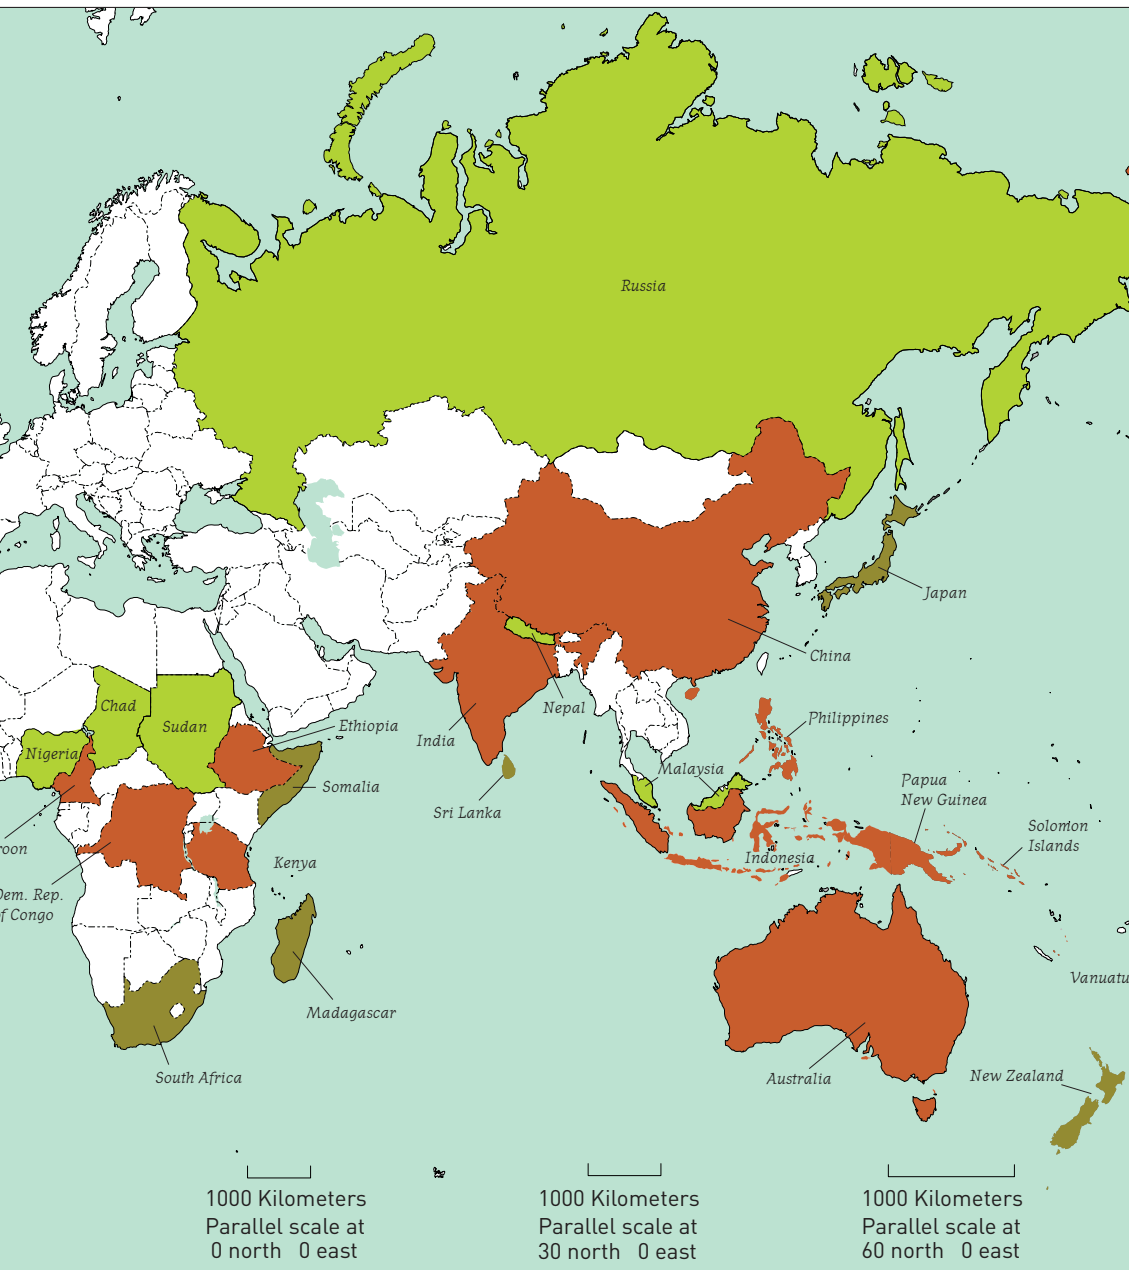 Russia
Japan
China
Nepal
India
Sri Lanka
Philippines
Malaysia
Papua
New Guinea
Solomon
Islands
Indonesia
Chad
Sudan
Nigeria
Ethiopia
Somalia
Kenya
roon
Dem. Rep.
of Congo
Madagascar
South Africa
Australia
Vanuatu
New Zealand
1000 Kilometers
Parallel scale at
0 north 0 east
1000 Kilometers
Parallel scale at
30 north 0 east
1000 Kilometers
Parallel scale at
60 north 0 east